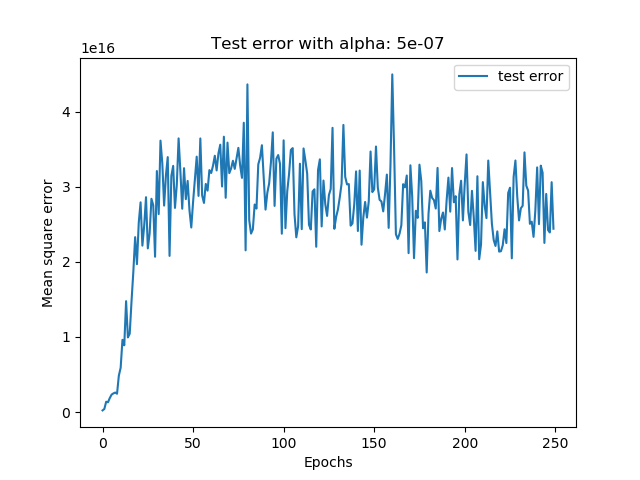 Test error with alpha: 5e-07
1e16
test error
4
3
2
1
0
Mean square error
0 50 100 150 200 250
Epochs